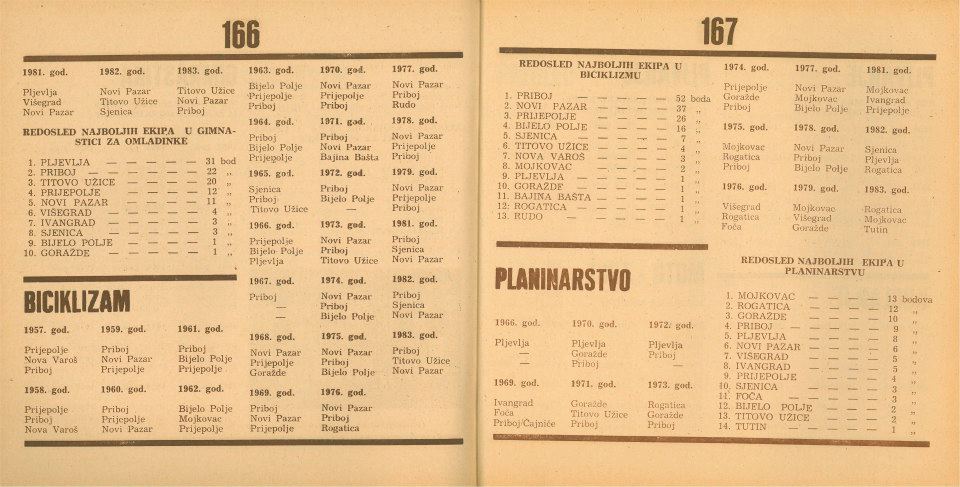 166
1981. god.
Pljevlja
Višegrad
Novi Pazar
1982. god.
Novi Pazar
Titovo Užice
Sjenica
1983. god.
Titovo Užice
Novi Pazar
Priboj
REDOSLED NAJBOLJIH EKIPA U GIMNA-
STICI ZA OMLADINKE
1. PLJEVLJA — — — — — 31 bod
2. PRIBOJ — — — — — 22 „
3. TITOVO UŽICE — — — — 20 „
4. PRIJEPOLJE — — — — 12 „
5. NOVI PAZAR — — — — 11 „
6. VIŠEGRAD — — — — 4 „
7. IVANGRAD — — — — 3 „
8. SJENICA — — — — — 3 „
9. BIJELO POLJE — — — — 1 „
10. GORAŽDE — — — — — 1 „
BICIKLIZAM
1957. god.
Prijepolje
Nova Varoš
Priboj
1959. god.
Priboj
Novi Pazar
Prijepolje
1961. god.
Priboj
Bijelo Polje
Prijepolje
1958. god.
Prijepolje
Priboj
Nova Varoš
1960. god.
Priboj
Prijepolje
Novi Pazar
1962. god.
Bijelo Polje
Mojkovac
Prijepolje
1963. god.
Bijelo Polje
Prijepolje
Priboj
1964. god.
Priboj
Bijelo Polje
Prijepolje
1965. god.
Sjenica
Priboj
Titovo Užice
1966. god.
Prijepolje
Bijelo Polje
Pljevlja
1967. god.
Priboj
—
—
1968. god.
Novi Pazar
Prijepolje
Goražde
1969. god.
Priboj
Novi Pazar
Prijepolje
1970. god.
Novi Pazar
Prijepolje
Priboj
1971. god.
Priboj
Novi Pazar
Bajina Bašta
1972. god.
Priboj
Bijelo Polje
1973. god.
Novi Pazar
Priboj
Titovo Užice
1974. god.
Novi Pazar
Priboj
Bijelo Polje
1975. god.
Novi Pazar
Priboj
Bijelo Polje
1976. god.
Novi Pazar
Priboj
Rogatica
1977. god.
Novi Pazar
Priboj
Rudo
1978. god.
Novi Pazar
Prijepolje
Priboj
1979. god.
Novi Pazar
Prijepolje
Priboj
1981. god.
Priboj
Sjenica
Novi Pazar
1982. god.
Priboj
Sjenica
Novi Pazar
1983. god.
Priboj
Titovo Užice
Novi Pazar
167
REDOSLED NAJBOLJIH EKIPA U
BICIKLIZMU
1. PRIBOJ — — — — — 52 boda
2. NOVI PAZAR — — — — 37 „
3. PRIJEPOLJE — — — — 26 „
4. BIJELO POLJE — — — — 16 „
5. SJENICA — — — — — 7 „
6. TITOVO UŽICE — — — — 4 „
7. NOVA VAROŠ — — — — 3 „
8. MOJKOVAC — — — — 2 „
9. PLJEVLJA — — — — — 1 „
10. GORAŽDE — — — — — 1 „
11. BAJINA BAŠTA — — — — 1 „
12. ROGATICA — — — — — 1 „
13. RUDO — — — — — 1 „
PLANINARSTVO
1966. god.
Pljevlja
—
—
1970. god.
Pljevlja
Goražde
Priboj
1972. god.
Pljevlja
Priboj
—
1969. god.
Ivangrad
Foča
Priboj/Čajniče
1971. god.
Goražde
Titovo Užice
Priboj
1973. god.
Rogatica
Goražde
Priboj
1974. god.
Prijepolje
Goražde
Priboj
1975. god.
Mojkovac
Rogatica
Priboj
1976. god.
Višegrad
Rogatica
Foča
1977. god.
Novi Pazar
Mojkovac
Bijelo Polje
1978. god.
Novi Pazar
Priboj
Bijelo Polje
1979. god.
Mojkovac
Višegrad
Goražde
1981. god.
Mojkovac
Ivangrad
Prijepolje
1982. god.
Sjenica
Pljevlja
Rogatica
1983. god.
Rogatica
Mojkovac
Tutin
REDOSLED NAJBOLJIH EKIPA U
PLANINARSTVU
1. MOJKOVAC — — — — 13 bodova
2. ROGATICA — — — — 12 „
3. GORAŽDE — — — — 10 „
4. PRIBOJ — — — — — 9 „
5. PLJEVLJA — — — — 8 „
6. NOVI PAZAR — — — — 6 „
7. VIŠEGRAD — — — — 5 „
8. IVANGRAD — — — — 5 „
9. PRIJEPOLJE — — — — 4 „
10. SJENICA — — — — 3 „
11. FOČA — — — — 3 „
12. BIJELO POLJE — — — 2 „
13. TITOVO UŽICE — — — 2 „
14. TUTIN — — — — 1 „